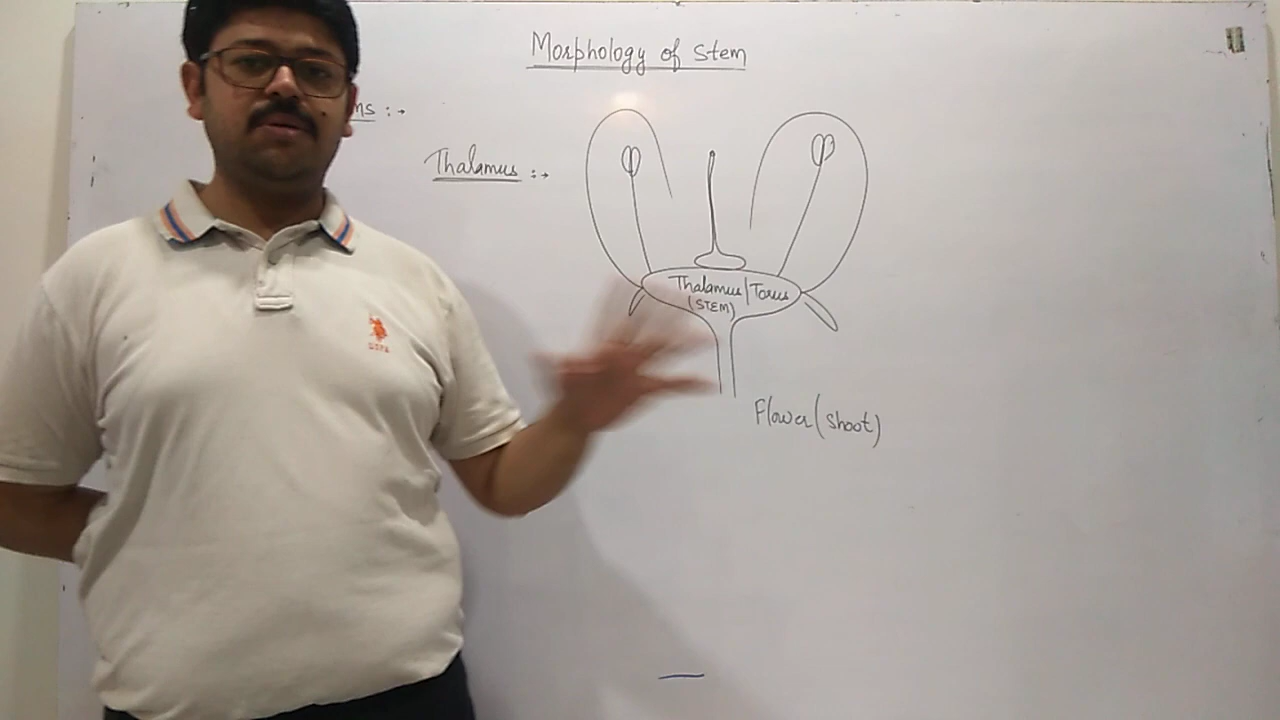 Morphology of Stem
ms :→
Thalamus :→
Thalamus/Torus
(STEM)
Flower (shoot)